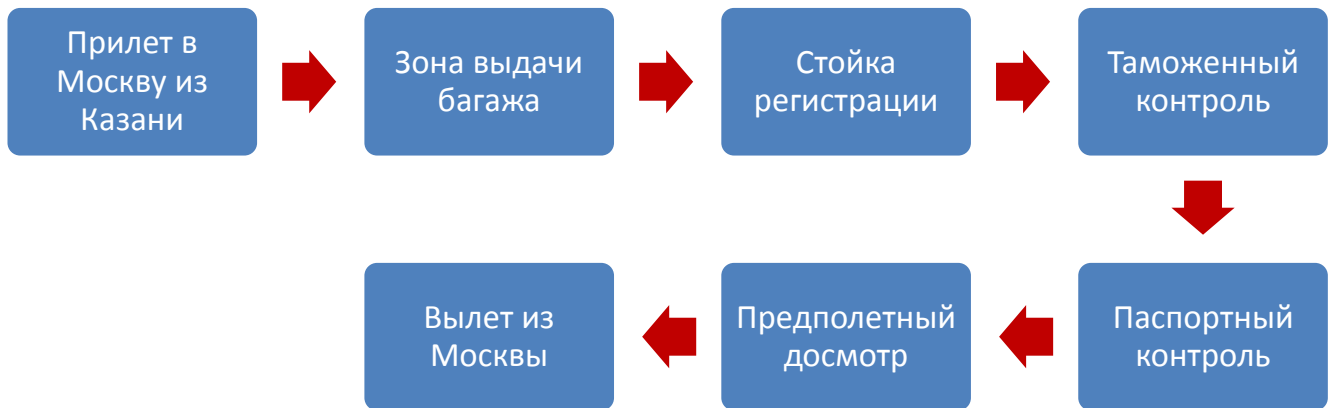 Прилет в
Москву из
Казани
Зона выдачи
багажа
Стойка
регистрации
Таможенный
контроль
Паспортный
контроль
Предполетный
досмотр
Вылет из
Москвы